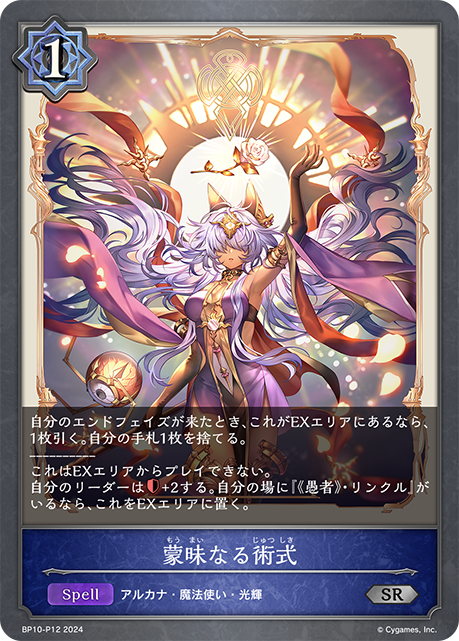 1
自分のエンドフェイズが来たとき、これがEXエリアにあるなら、
1枚引く。自分の手札1枚を捨てる。
----------
これはEXエリアからプレイできない。
自分のリーダーは+2する。自分の場に『《愚者》・リンクル』が
いるなら、これをEXエリアに置く。
もう まい じゅつ しき
蒙昧なる術式
Spell アルカナ・魔法使い・光輝 SR
BP10-P12 2024 © Cygames, Inc.